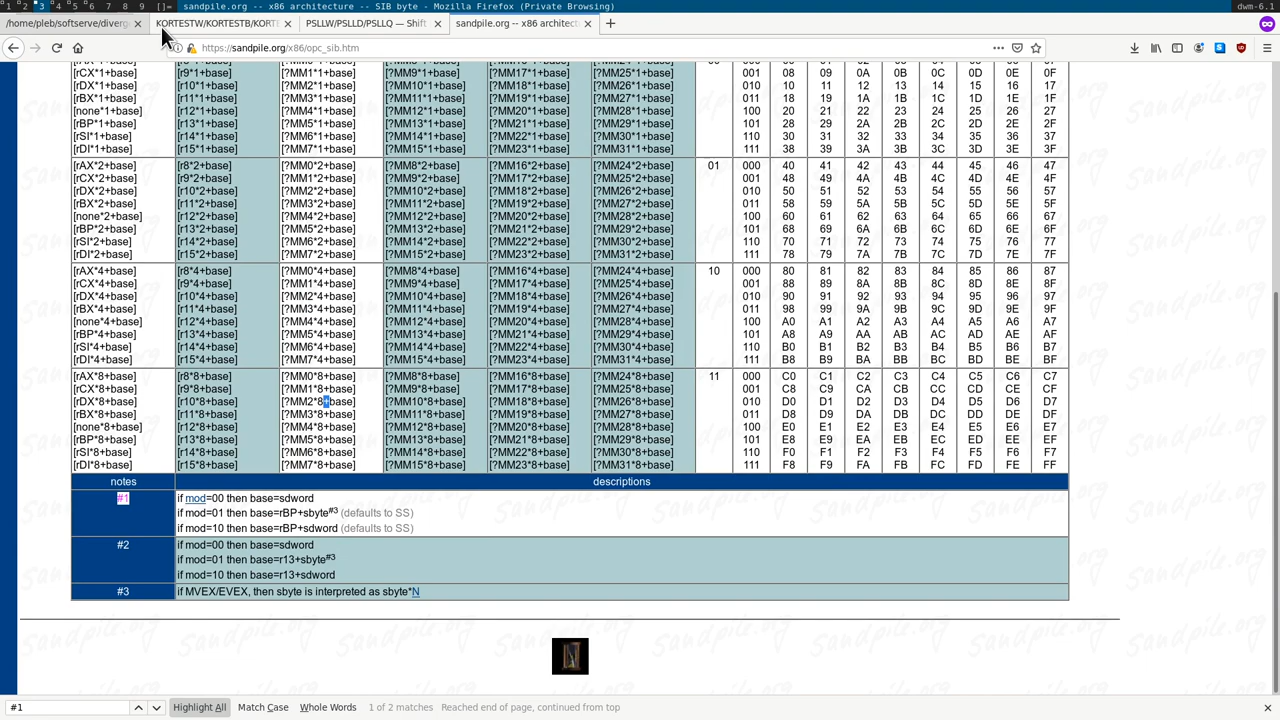 1 2 3 4 5 6 7 8 9 []= sandpile.org -- x86 architecture -- SIB byte - Mozilla Firefox (Private Browsing) dwm-6.1
/home/pleb/softserve/diverg KORTESTW/KORTESTB/KORT PSLLW/PSLLD/PSLLQ — Shift sandpile.org -- x86 architec
https://sandpile.org/x86/opc_sib.htm
[rCX*1+base] [r9*1+base] [?MM1*1+base] [?MM9*1+base] [?MM17*1+base] [?MM25*1+base] 001 08 09 0A 0B 0C 0D 0E 0F
[rDX*1+base] [r10*1+base] [?MM2*1+base] [?MM10*1+base] [?MM18*1+base] [?MM26*1+base] 010 10 11 12 13 14 15 16 17
[rBX*1+base] [r11*1+base] [?MM3*1+base] [?MM11*1+base] [?MM19*1+base] [?MM27*1+base] 011 18 19 1A 1B 1C 1D 1E 1F
[none*1+base] [r12*1+base] [?MM4*1+base] [?MM12*1+base] [?MM20*1+base] [?MM28*1+base] 100 20 21 22 23 24 25 26 27
[rBP*1+base] [r13*1+base] [?MM5*1+base] [?MM13*1+base] [?MM21*1+base] [?MM29*1+base] 101 28 29 2A 2B 2C 2D 2E 2F
[rSI*1+base] [r14*1+base] [?MM6*1+base] [?MM14*1+base] [?MM22*1+base] [?MM30*1+base] 110 30 31 32 33 34 35 36 37
[rDI*1+base] [r15*1+base] [?MM7*1+base] [?MM15*1+base] [?MM23*1+base] [?MM31*1+base] 111 38 39 3A 3B 3C 3D 3E 3F
[rAX*2+base] [r8*2+base] [?MM0*2+base] [?MM8*2+base] [?MM16*2+base] [?MM24*2+base] 01 000 40 41 42 43 44 45 46 47
[rCX*2+base] [r9*2+base] [?MM1*2+base] [?MM9*2+base] [?MM17*2+base] [?MM25*2+base] 001 48 49 4A 4B 4C 4D 4E 4F
[rDX*2+base] [r10*2+base] [?MM2*2+base] [?MM10*2+base] [?MM18*2+base] [?MM26*2+base] 010 50 51 52 53 54 55 56 57
[rBX*2+base] [r11*2+base] [?MM3*2+base] [?MM11*2+base] [?MM19*2+base] [?MM27*2+base] 011 58 59 5A 5B 5C 5D 5E 5F
[none*2+base] [r12*2+base] [?MM4*2+base] [?MM12*2+base] [?MM20*2+base] [?MM28*2+base] 100 60 61 62 63 64 65 66 67
[rBP*2+base] [r13*2+base] [?MM5*2+base] [?MM13*2+base] [?MM21*2+base] [?MM29*2+base] 101 68 69 6A 6B 6C 6D 6E 6F
[rSI*2+base] [r14*2+base] [?MM6*2+base] [?MM14*2+base] [?MM22*2+base] [?MM30*2+base] 110 70 71 72 73 74 75 76 77
[rDI*2+base] [r15*2+base] [?MM7*2+base] [?MM15*2+base] [?MM23*2+base] [?MM31*2+base] 111 78 79 7A 7B 7C 7D 7E 7F
[rAX*4+base] [r8*4+base] [?MM0*4+base] [?MM8*4+base] [?MM16*4+base] [?MM24*4+base] 10 000 80 81 82 83 84 85 86 87
[rCX*4+base] [r9*4+base] [?MM1*4+base] [?MM9*4+base] [?MM17*4+base] [?MM25*4+base] 001 88 89 8A 8B 8C 8D 8E 8F
[rDX*4+base] [r10*4+base] [?MM2*4+base] [?MM10*4+base] [?MM18*4+base] [?MM26*4+base] 010 90 91 92 93 94 95 96 97
[rBX*4+base] [r11*4+base] [?MM3*4+base] [?MM11*4+base] [?MM19*4+base] [?MM27*4+base] 011 98 99 9A 9B 9C 9D 9E 9F
[none*4+base] [r12*4+base] [?MM4*4+base] [?MM12*4+base] [?MM20*4+base] [?MM28*4+base] 100 A0 A1 A2 A3 A4 A5 A6 A7
[rBP*4+base] [r13*4+base] [?MM5*4+base] [?MM13*4+base] [?MM21*4+base] [?MM29*4+base] 101 A8 A9 AA AB AC AD AE AF
[rSI*4+base] [r14*4+base] [?MM6*4+base] [?MM14*4+base] [?MM22*4+base] [?MM30*4+base] 110 B0 B1 B2 B3 B4 B5 B6 B7
[rDI*4+base] [r15*4+base] [?MM7*4+base] [?MM15*4+base] [?MM23*4+base] [?MM31*4+base] 111 B8 B9 BA BB BC BD BE BF
[rAX*8+base] [r8*8+base] [?MM0*8+base] [?MM8*8+base] [?MM16*8+base] [?MM24*8+base] 11 000 C0 C1 C2 C3 C4 C5 C6 C7
[rCX*8+base] [r9*8+base] [?MM1*8+base] [?MM9*8+base] [?MM17*8+base] [?MM25*8+base] 001 C8 C9 CA CB CC CD CE CF
[rDX*8+base] [r10*8+base] [?MM2*8+base] [?MM10*8+base] [?MM18*8+base] [?MM26*8+base] 010 D0 D1 D2 D3 D4 D5 D6 D7
[rBX*8+base] [r11*8+base] [?MM3*8+base] [?MM11*8+base] [?MM19*8+base] [?MM27*8+base] 011 D8 D9 DA DB DC DD DE DF
[none*8+base] [r12*8+base] [?MM4*8+base] [?MM12*8+base] [?MM20*8+base] [?MM28*8+base] 100 E0 E1 E2 E3 E4 E5 E6 E7
[rBP*8+base] [r13*8+base] [?MM5*8+base] [?MM13*8+base] [?MM21*8+base] [?MM29*8+base] 101 E8 E9 EA EB EC ED EE EF
[rSI*8+base] [r14*8+base] [?MM6*8+base] [?MM14*8+base] [?MM22*8+base] [?MM30*8+base] 110 F0 F1 F2 F3 F4 F5 F6 F7
[rDI*8+base] [r15*8+base] [?MM7*8+base] [?MM15*8+base] [?MM23*8+base] [?MM31*8+base] 111 F8 F9 FA FB FC FD FE FF
notes descriptions
#1 if mod=00 then base=sdword
if mod=01 then base=rBP+sbyte#3 (defaults to SS)
if mod=10 then base=rBP+sdword (defaults to SS)
#2 if mod=00 then base=sdword
if mod=01 then base=r13+sbyte#3
if mod=10 then base=r13+sdword
#3 if MVEX/EVEX, then sbyte is interpreted as sbyte*N
#1 Highlight All Match Case Whole Words 1 of 2 matches Reached end of page, continued from top